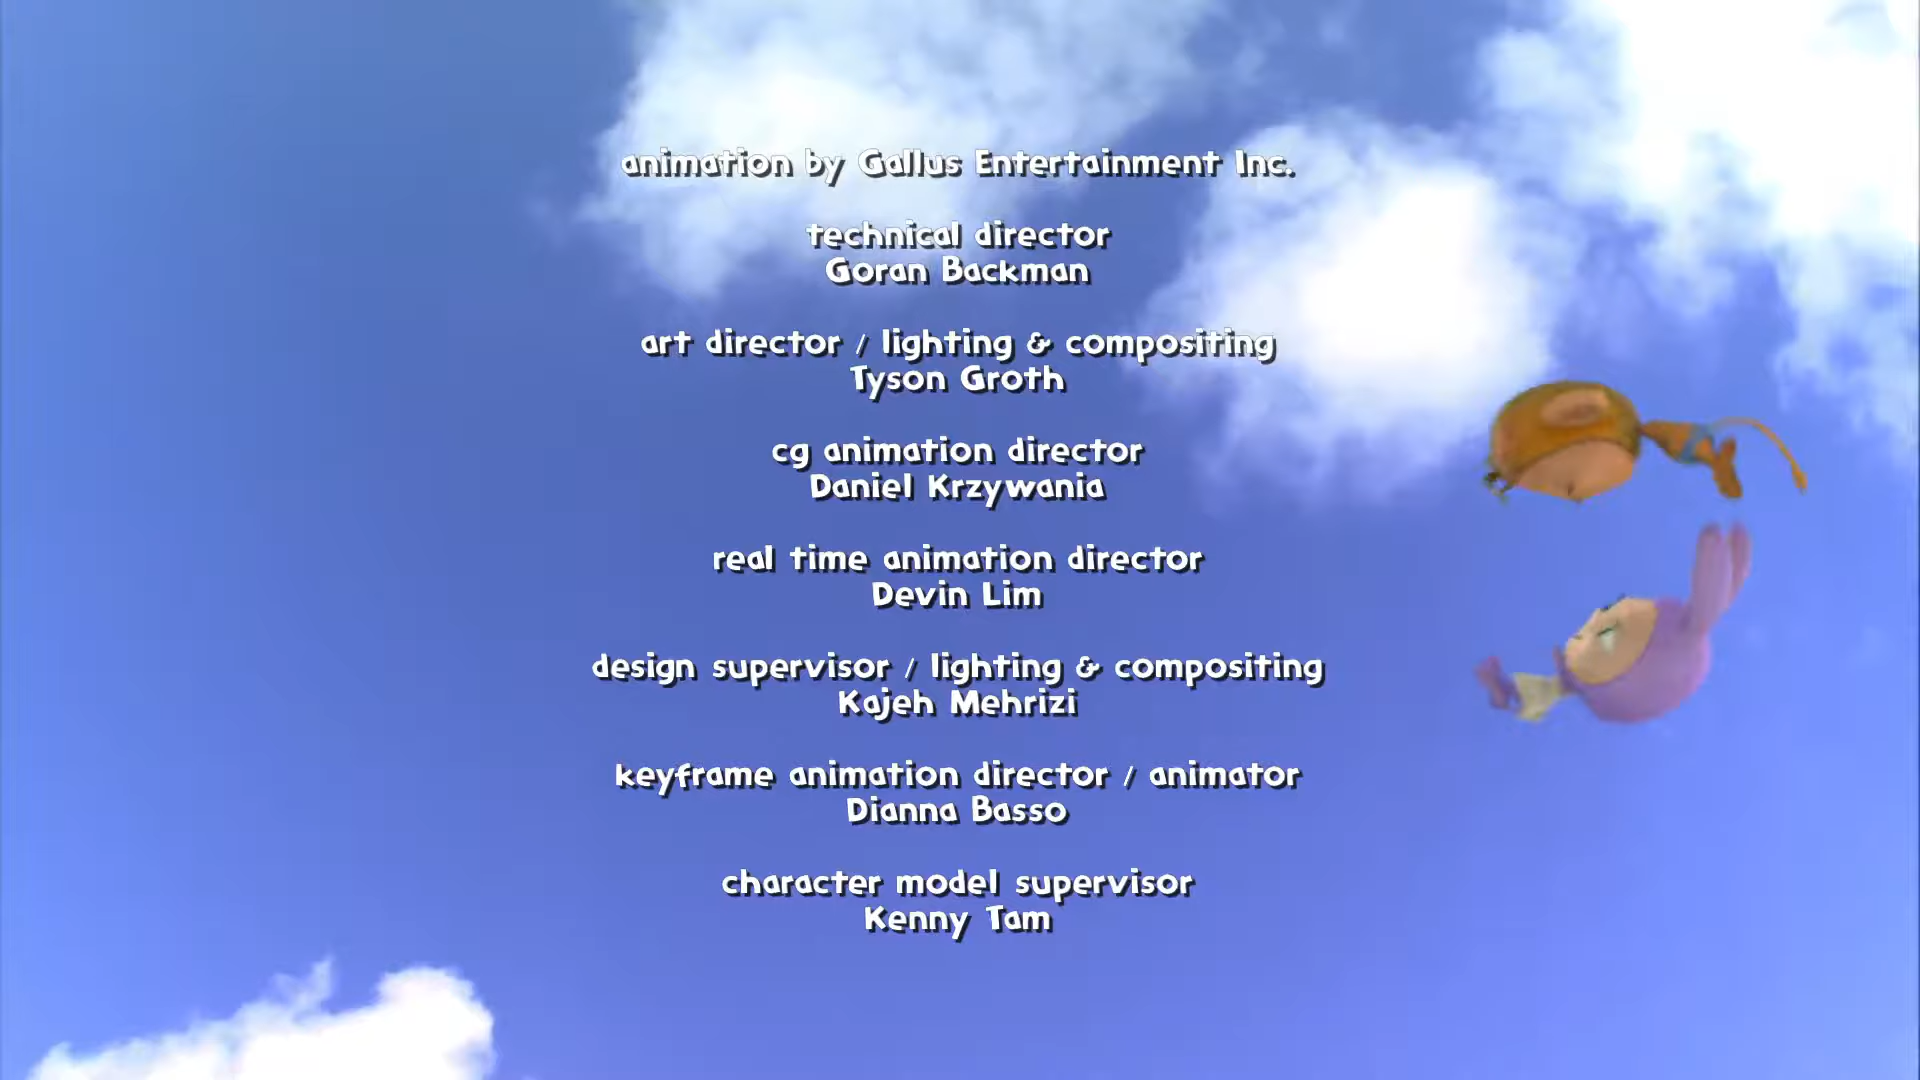 animation by Gallus Entertainment Inc.
technical director
Goran Backman
art director / lighting & compositing
Tyson Groth
cg animation director
Daniel Krzywania
real time animation director
Devin Lim
design supervisor / lighting & compositing
Kajeh Mehrizi
keyframe animation director / animator
Dianna Basso
character model supervisor
Kenny Tam